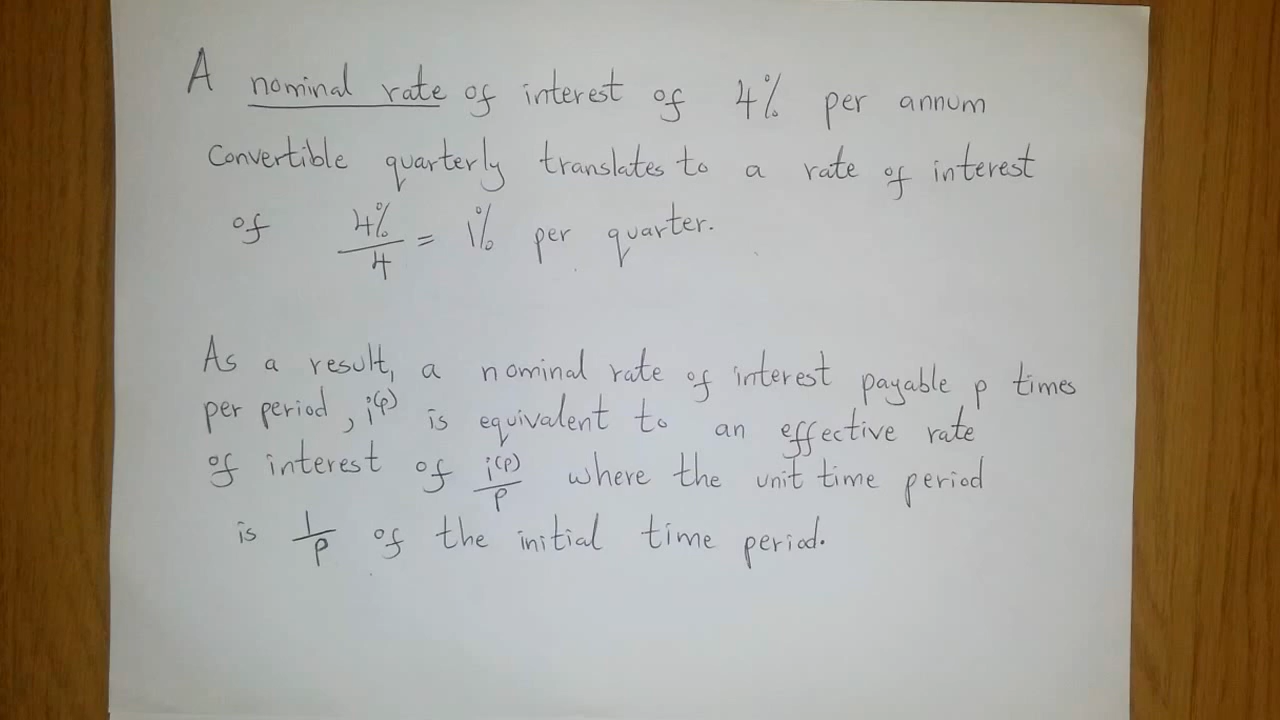 A nominal rate of interest of 4% per annum
Convertible quarterly translates to a rate of interest
of 4%/4 = 1% per quarter.
As a result, a nominal rate of interest payable p times
per period, i^(p) is equivalent to an effective rate
of interest of i^(p)/p where the unit time period
is 1/p of the initial time period.